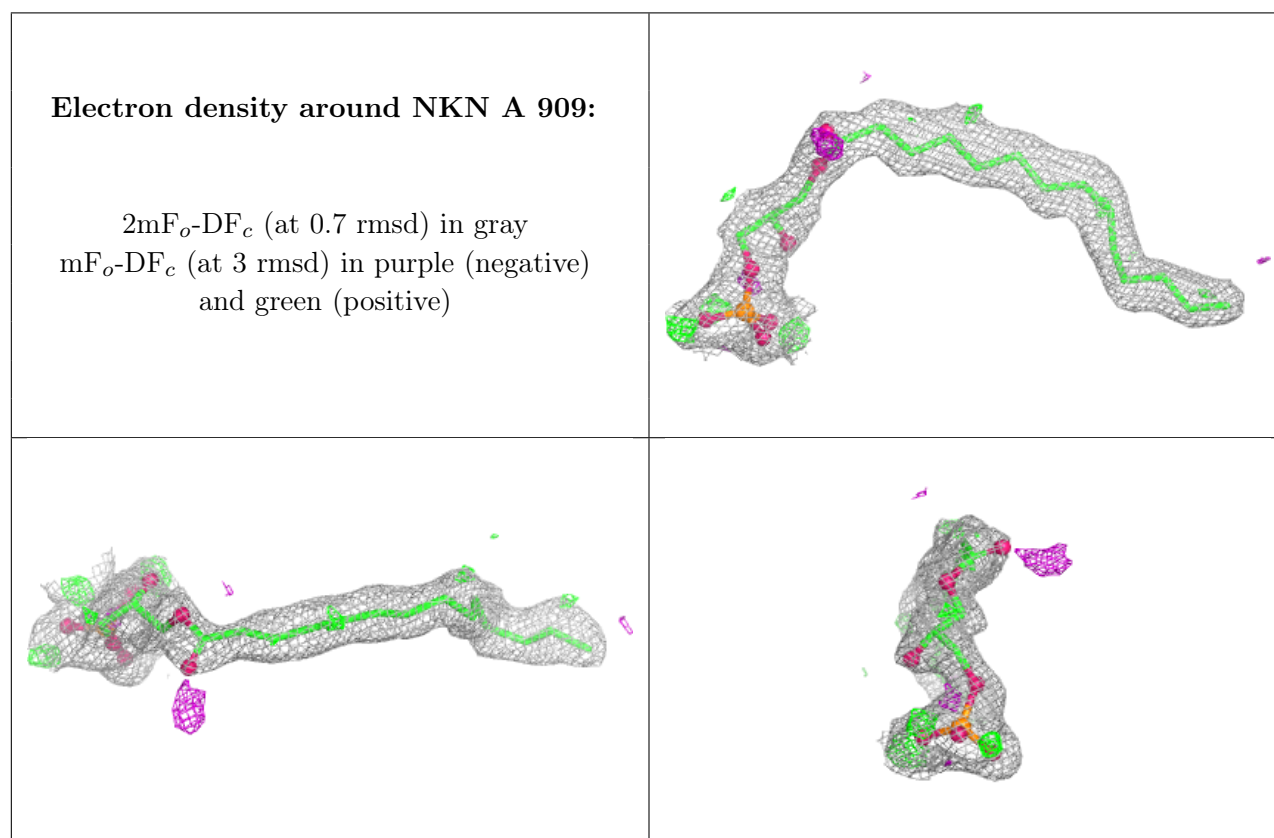 Electron density around NKN A 909:
2mFo-DFc (at 0.7 rmsd) in gray
mFo-DFc (at 3 rmsd) in purple (negative)
and green (positive)